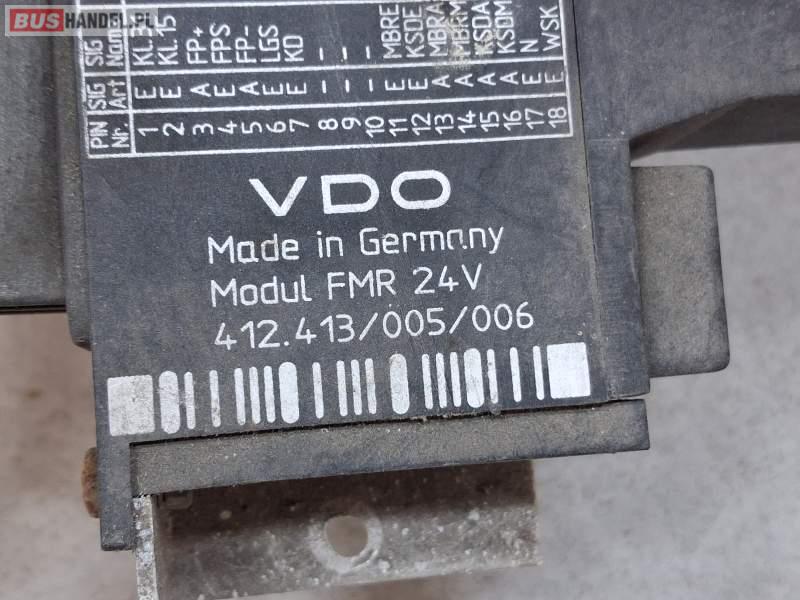 BUSHANDEL.PL
PIN Nr. SIG Art SIG Nam
1 E
2 E Kl. 15
3 A FP+
4 E FPS
5 A FP-
6 E LGS
7 E KD
8 - -
9 - -
10 - -
11 E MBRE
12 E KSDE
13 A MBRA
14 A MBRM
15 A KSDA
16 A KSDM
17 E N
18 E WSK
VDO
Made in Germany
Modul FMR 24V
412.413/005/006